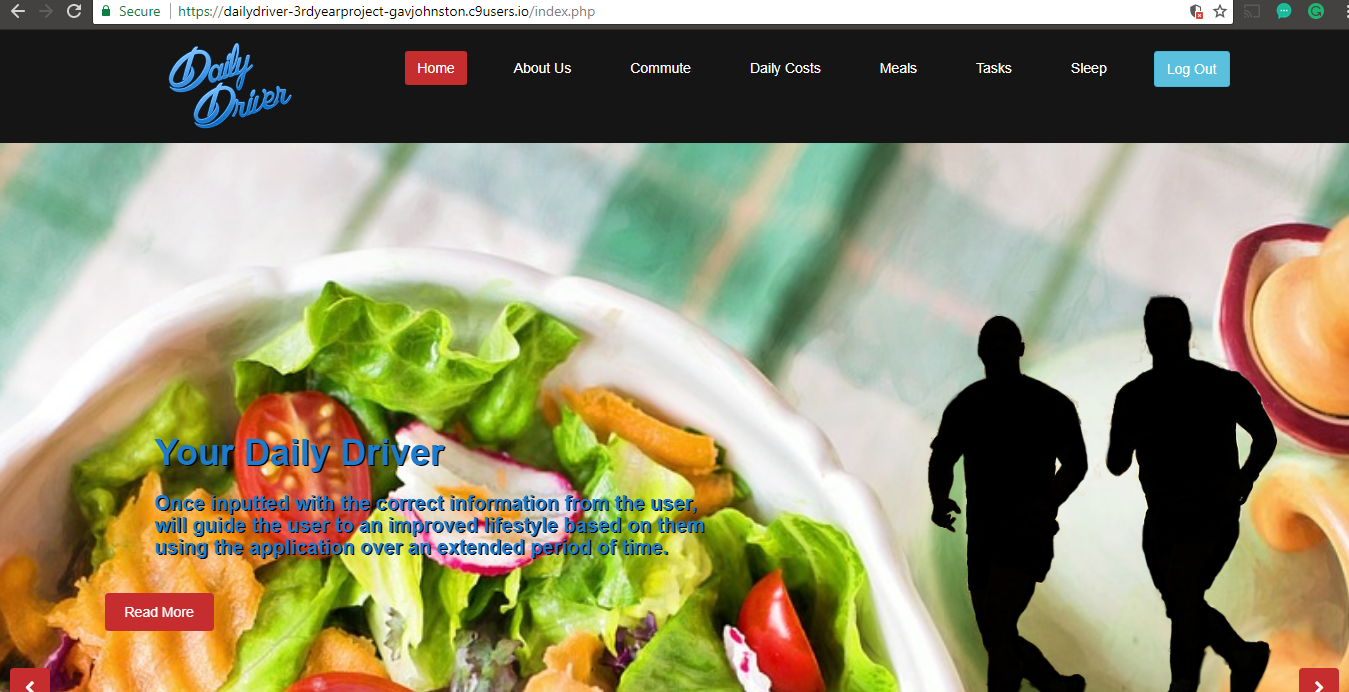 Secure https://dailydriver-3rdyearproject-gavjohnston.c9users.io/index.php
Daily
Driver
Home About Us Commute Daily Costs Meals Tasks Sleep Log Out
Your Daily Driver
Once inputted with the correct information from the user,
will guide the user to an improved lifestyle based on them
using the application over an extended period of time.
Read More